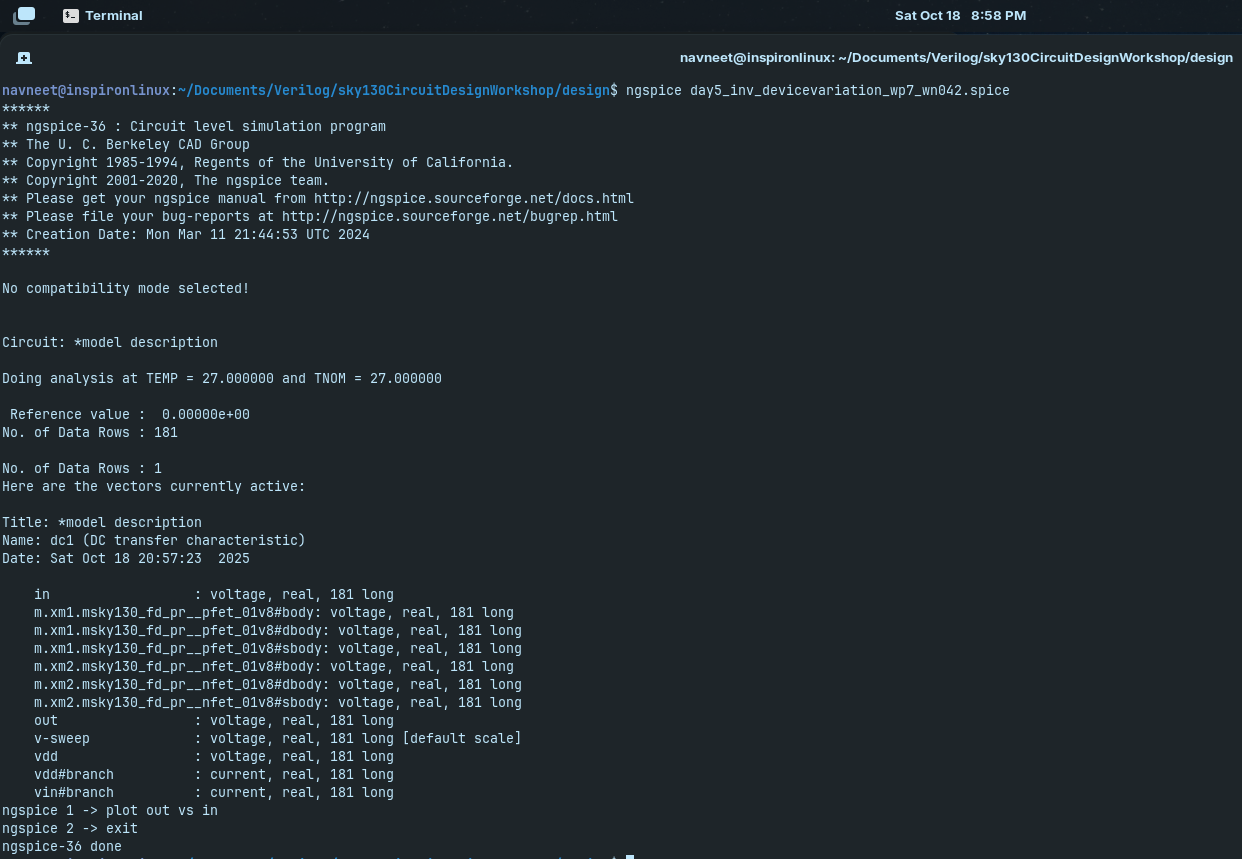 Terminal
Sat Oct 18 8:58 PM
navneet@inspironlinux: ~/Documents/Verilog/sky130CircuitDesignWorkshop/design
navneet@inspironlinux:~/Documents/Verilog/sky130CircuitDesignWorkshop/design$ ngspice day5_inv_devicevariation_wp7_wn042.spice
******
** ngspice-36 : Circuit level simulation program
** The U. C. Berkeley CAD Group
** Copyright 1985-1994, Regents of the University of California.
** Copyright 2001-2020, The ngspice team.
** Please get your ngspice manual from http://ngspice.sourceforge.net/docs.html
** Please file your bug-reports at http://ngspice.sourceforge.net/bugrep.html
** Creation Date: Mon Mar 11 21:44:53 UTC 2024
******
No compatibility mode selected!
Circuit: *model description
Doing analysis at TEMP = 27.000000 and TNOM = 27.000000
Reference value :  0.00000e+00
No. of Data Rows : 181
No. of Data Rows : 1
Here are the vectors currently active:
Title: *model description
Name: dc1 (DC transfer characteristic)
Date: Sat Oct 18 20:57:23  2025
in                  : voltage, real, 181 long
m.xm1.msky130_fd_pr__pfet_01v8#body: voltage, real, 181 long
m.xm1.msky130_fd_pr__pfet_01v8#dbody: voltage, real, 181 long
m.xm1.msky130_fd_pr__pfet_01v8#sbody: voltage, real, 181 long
m.xm2.msky130_fd_pr__nfet_01v8#body: voltage, real, 181 long
m.xm2.msky130_fd_pr__nfet_01v8#dbody: voltage, real, 181 long
m.xm2.msky130_fd_pr__nfet_01v8#sbody: voltage, real, 181 long
out                 : voltage, real, 181 long
v-sweep             : voltage, real, 181 long [default scale]
vdd                 : voltage, real, 181 long
vdd#branch          : current, real, 181 long
vin#branch          : current, real, 181 long
ngspice 1 -> plot out vs in
ngspice 2 -> exit
ngspice-36 done